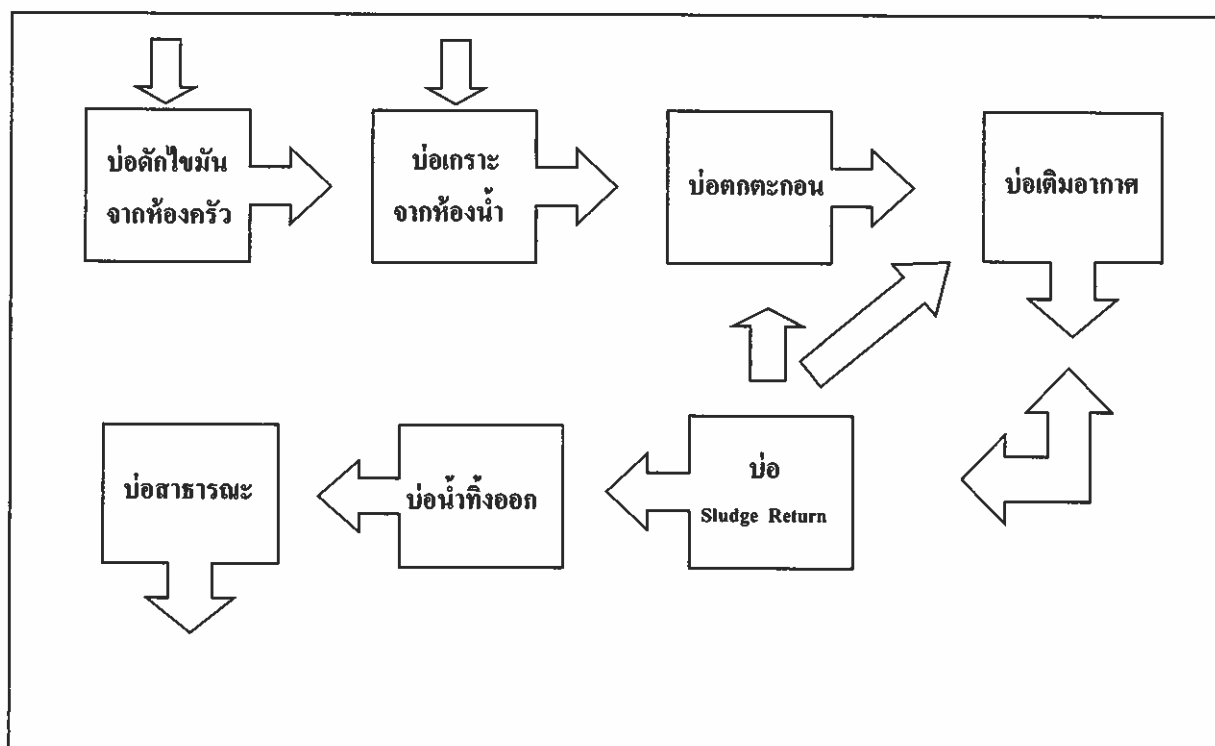 บ่อดักไขมัน
จากห้องครัว
บ่อเกราะ
จากห้องน้ำ
บ่อตกตะกอน
บ่อเติมอากาศ
บ่อสาธารณะ
บ่อน้ำทิ้งออก
บ่อ
Sludge Return